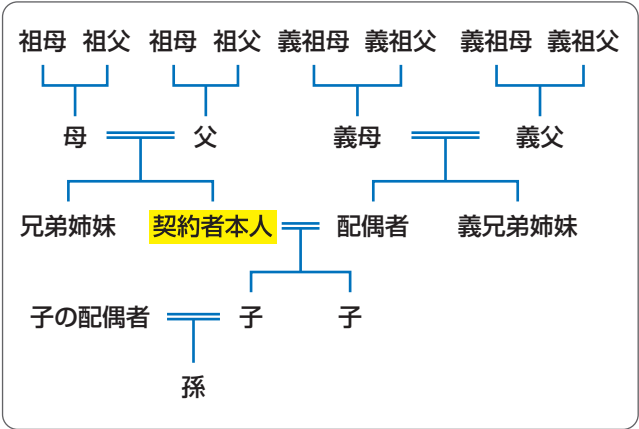 祖母 祖父 祖母 祖父 義祖母 義祖父 義祖母 義祖父
母 父 義母 義父
兄弟姉妹 契約者本人 配偶者 義兄弟姉妹
子の配偶者 子 子
孫